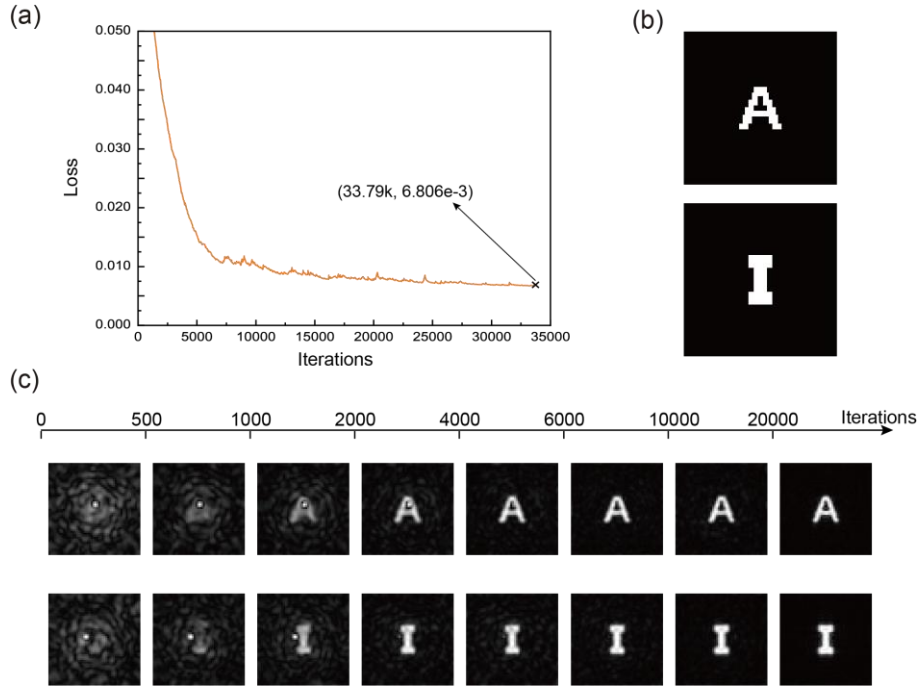 (a)
0.050
0.040
0.030
0.020
0.010
0.000
Loss
(33.79k, 6.806e-3)
0 5000 10000 15000 20000 25000 30000 35000
Iterations
(b)
A
I
(c)
0 500 1000 2000 4000 6000 10000 20000 Iterations
A A A A A A
I I I I I I I